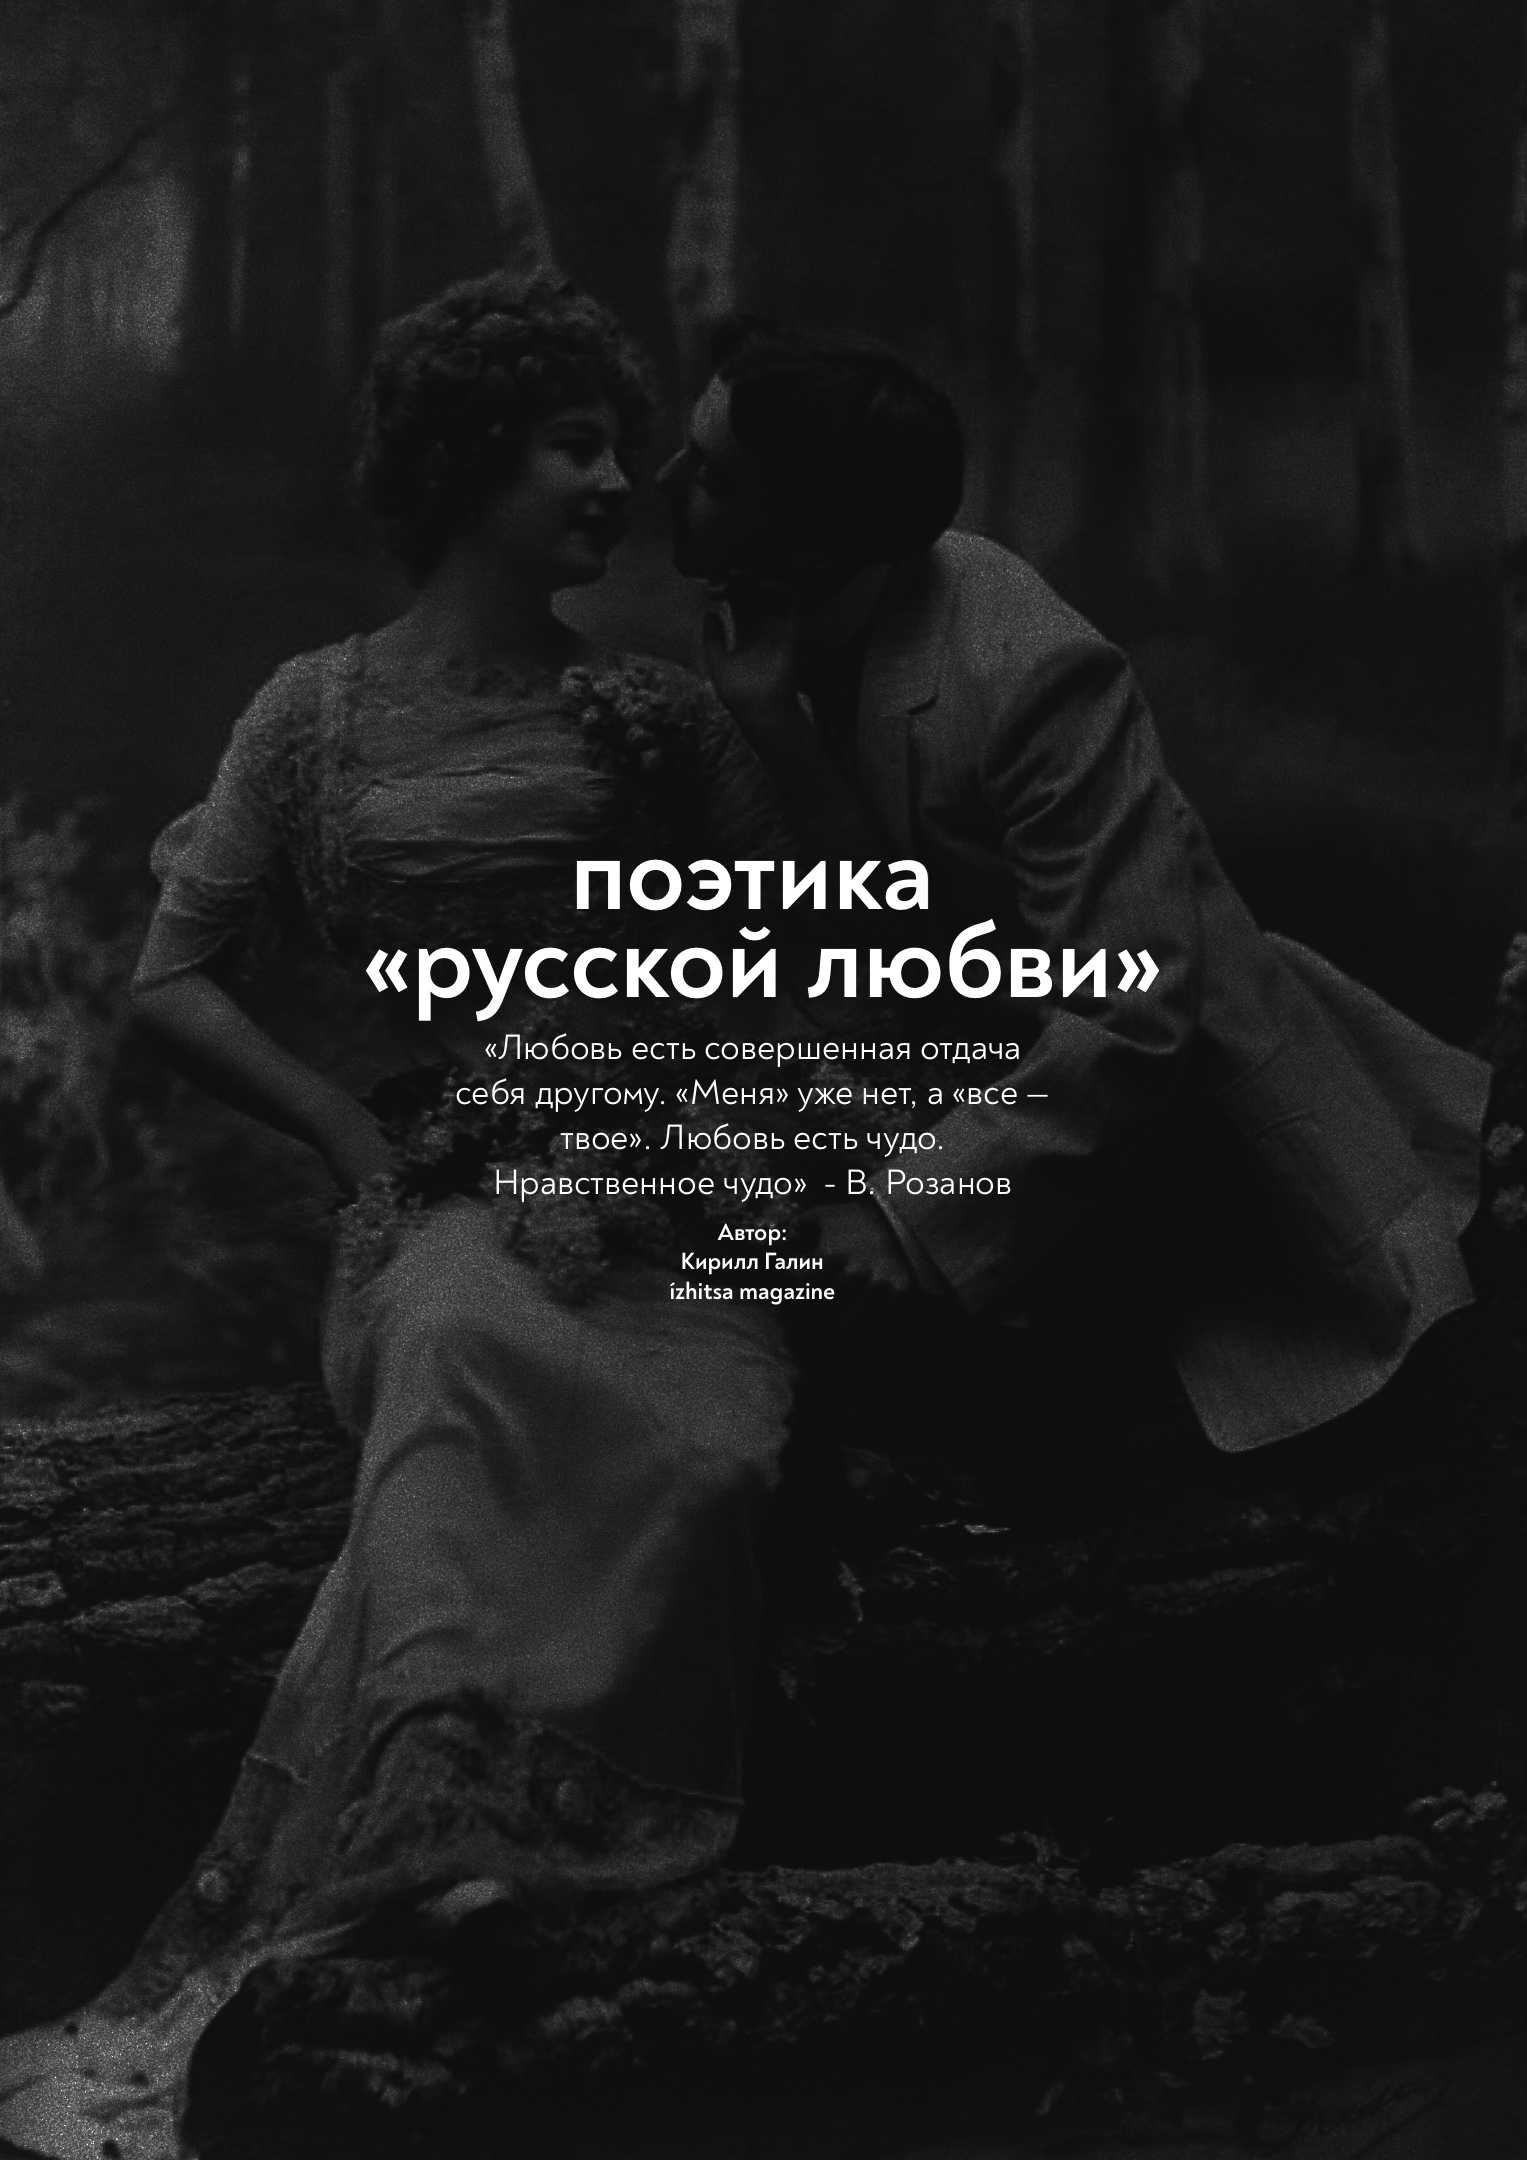 поэтика
«русской любви»
«Любовь есть совершенная отдача
себя другому. «Меня» уже нет, а «все —
твое». Любовь есть чудо.
Нравственное чудо»  - В. Розанов
Автор:
Кирилл Галин
ízhitsa magazine